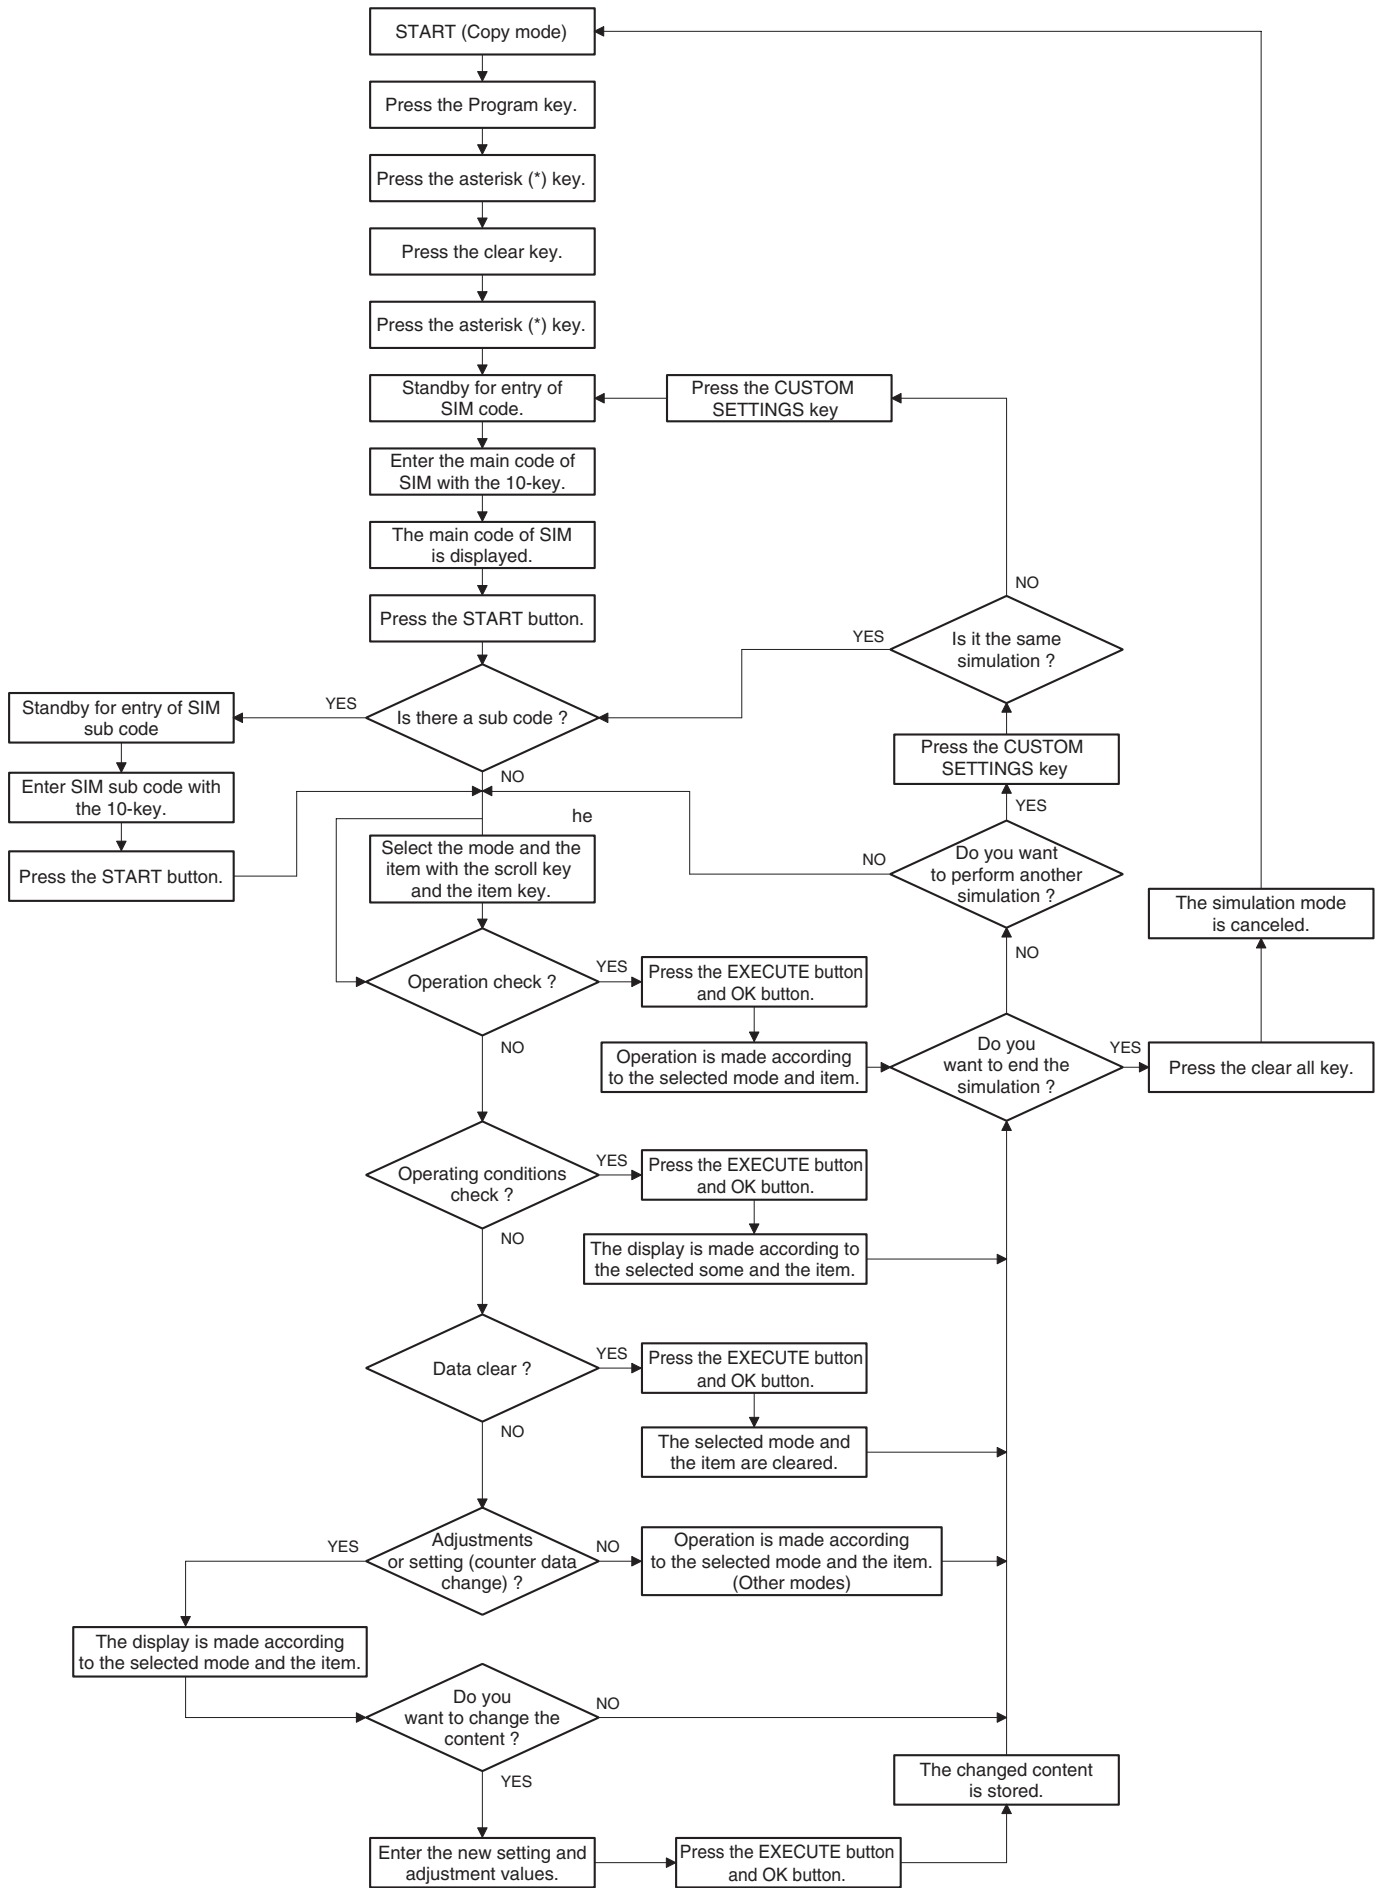 START (Copy mode)
Press the Program key.
Press the asterisk (*) key.
Press the clear key.
Press the asterisk (*) key.
Standby for entry of
SIM code.
Press the CUSTOM
SETTINGS key
Enter the main code of
SIM with the 10-key.
The main code of SIM
is displayed.
Press the START button.
NO
YES
Is it the same
simulation ?
Standby for entry of SIM
sub code
YES
Is there a sub code ?
Press the CUSTOM
SETTINGS key
NO
Enter SIM sub code with
the 10-key.
YES
he
Press the START button.
Select the mode and the
item with the scroll key
and the item key.
NO
Do you want
to perform another
simulation ?
The simulation mode
is canceled.
NO
Operation check ?
YES
Press the EXECUTE button
and OK button.
NO
Operation is made according
to the selected mode and item.
Do you
want to end the
simulation ?
YES
Press the clear all key.
Operating conditions
check ?
YES
Press the EXECUTE button
and OK button.
NO
The display is made according to
the selected some and the item.
Data clear ?
YES
Press the EXECUTE button
and OK button.
NO
The selected mode and
the item are cleared.
YES
Adjustments
or setting (counter data
change) ?
NO
Operation is made according
to the selected mode and the item.
(Other modes)
The display is made according
to the selected mode and the item.
Do you
want to change the
content ?
NO
YES
The changed content
is stored.
Enter the new setting and
adjustment values.
Press the EXECUTE button
and OK button.